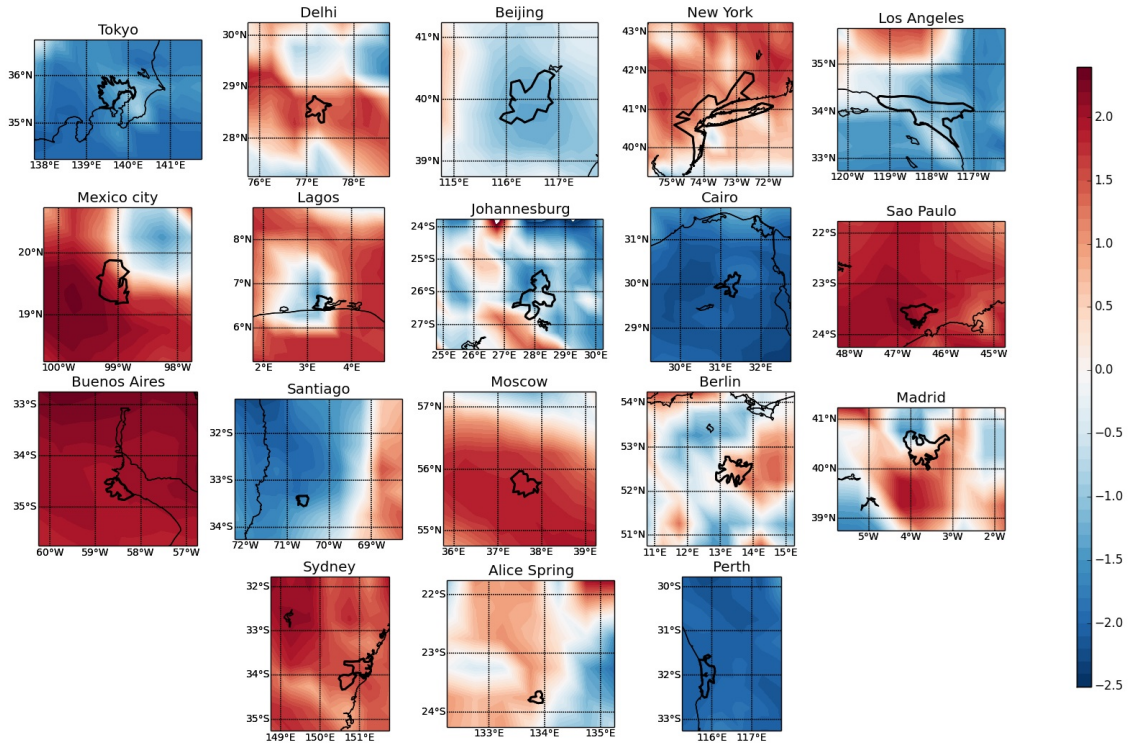 Tokyo
36°N
35°N
138°E 139°E 140°E 141°E
Delhi
30°N
29°N
28°N
76°E 77°E 78°E
Beijing
41°N
40°N
39°N
115°E 116°E 117°E
New York
43°N
42°N
41°N
40°N
75°W 74°W 73°W 72°W
Los Angeles
35°N
34°N
33°N
120°W 119°W 118°W 117°W
Mexico city
20°N
19°N
100°W 99°W 98°W
Lagos
8°N
7°N
6°N
2°E 3°E 4°E
Johannesburg
24°S
25°S
26°S
27°S
25°E 26°E 27°E 28°E 29°E 30°E
Cairo
31°N
30°N
29°N
30°E 31°E 32°E
Sao Paulo
22°S
23°S
24°S
48°W 47°W 46°W 45°W
Buenos Aires
33°S
34°S
35°S
60°W 59°W 58°W 57°W
Santiago
32°S
33°S
34°S
72°W 71°W 70°W 69°W
Moscow
57°N
56°N
55°N
36°E 37°E 38°E 39°E
Berlin
54°N
53°N
52°N
51°N
11°E 12°E 13°E 14°E 15°E
Madrid
41°N
40°N
39°N
5°W 4°W 3°W 2°W
Sydney
32°S
33°S
34°S
35°S
149°E 150°E 151°E
Alice Spring
22°S
23°S
24°S
133°E 134°E 135°E
Perth
30°S
31°S
32°S
33°S
116°E 117°E
2.0
1.5
1.0
0.5
0.0
−0.5
−1.0
−1.5
−2.0
−2.5